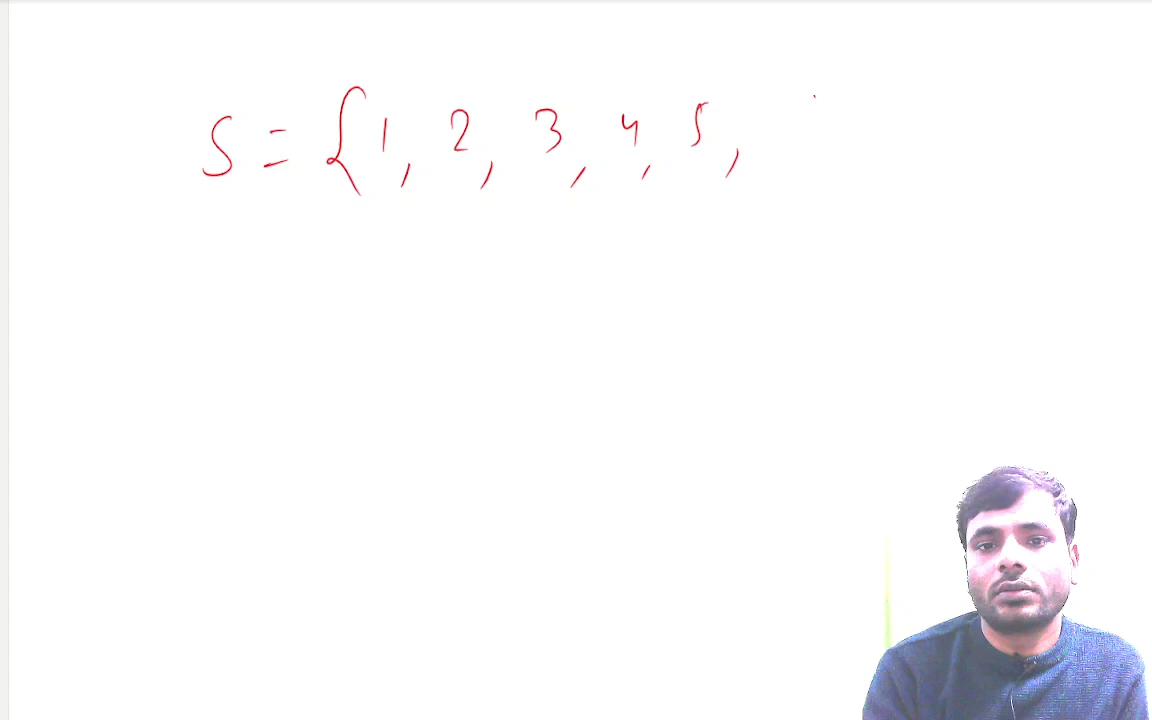 S = { 1, 2, 3, 4, 5,